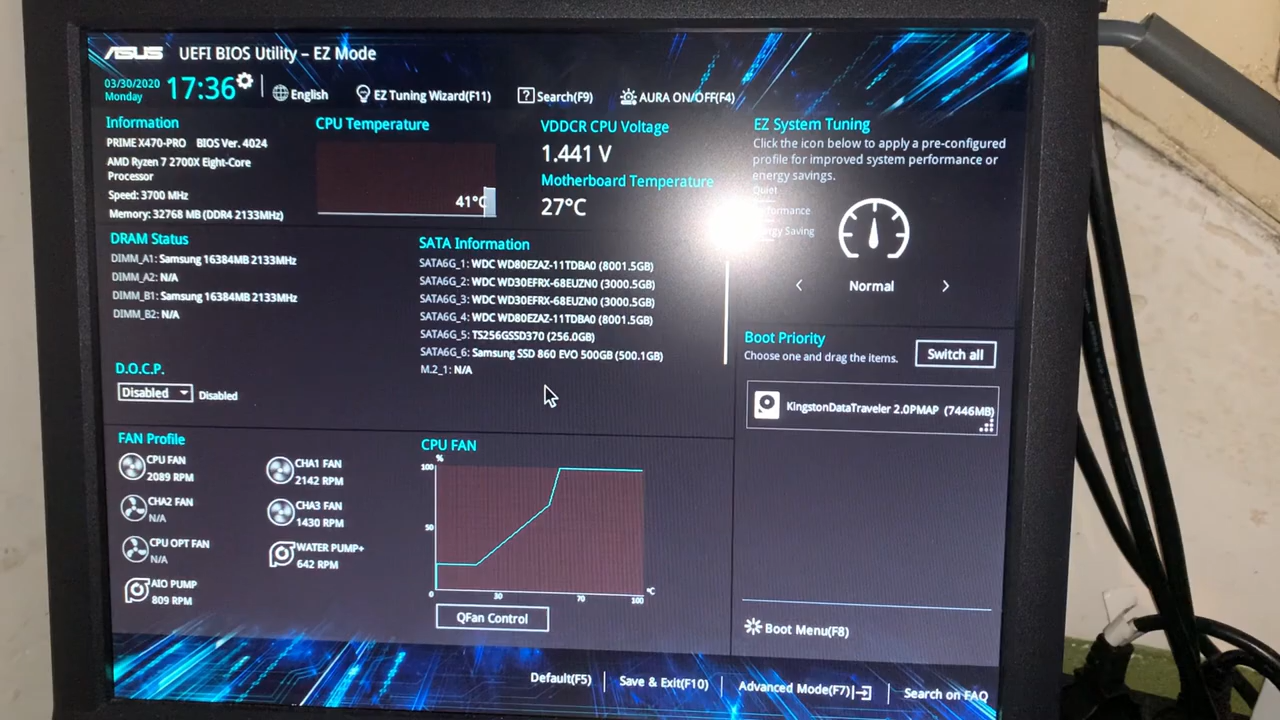 ASUS UEFI BIOS Utility – EZ Mode
03/30/2020
Monday
17:36
English
EZ Tuning Wizard(F11)
? Search(F9)
AURA ON/OFF(F4)
Information
PRIME X470-PRO BIOS Ver. 4024
AMD Ryzen 7 2700X Eight-Core
Processor
Speed: 3700 MHz
Memory: 32768 MB (DDR4 2133MHz)
CPU Temperature
41°C
VDDCR CPU Voltage
1.441 V
Motherboard Temperature
27°C
EZ System Tuning
Click the icon below to apply a pre-configured
profile for improved system performance or
energy savings.
Quiet
Saving
< Normal >
DRAM Status
DIMM_A1: Samsung 16384MB 2133MHz
DIMM_A2: N/A
DIMM_B1: Samsung 16384MB 2133MHz
DIMM_B2: N/A
SATA Information
SATA6G_1: WDC WD80EZAZ-11TDBA0 (8001.5GB)
SATA6G_2: WDC WD30EFRX-68EUZN0 (3000.5GB)
SATA6G_3: WDC WD30EFRX-68EUZN0 (3000.5GB)
SATA6G_4: WDC WD80EZAZ-11TDBA0 (8001.5GB)
SATA6G_5: TS256GSSD370 (256.0GB)
SATA6G_6: Samsung SSD 860 EVO 500GB (500.1GB)
M.2_1: N/A
D.O.C.P.
Disabled Disabled
Boot Priority
Choose one and drag the items.
Switch all
KingstonDataTraveler 2.0PMAP (7446MB)
FAN Profile
CPU FAN
2089 RPM
CHA1 FAN
2142 RPM
CHA2 FAN
N/A
CHA3 FAN
1430 RPM
CPU OPT FAN
N/A
WATER PUMP+
642 RPM
AIO PUMP
809 RPM
CPU FAN
%
100
50
0
30
70
100
°C
QFan Control
Boot Menu(F8)
Default(F5)
Save & Exit(F10)
Advanced Mode(F7)
Search on FAQ